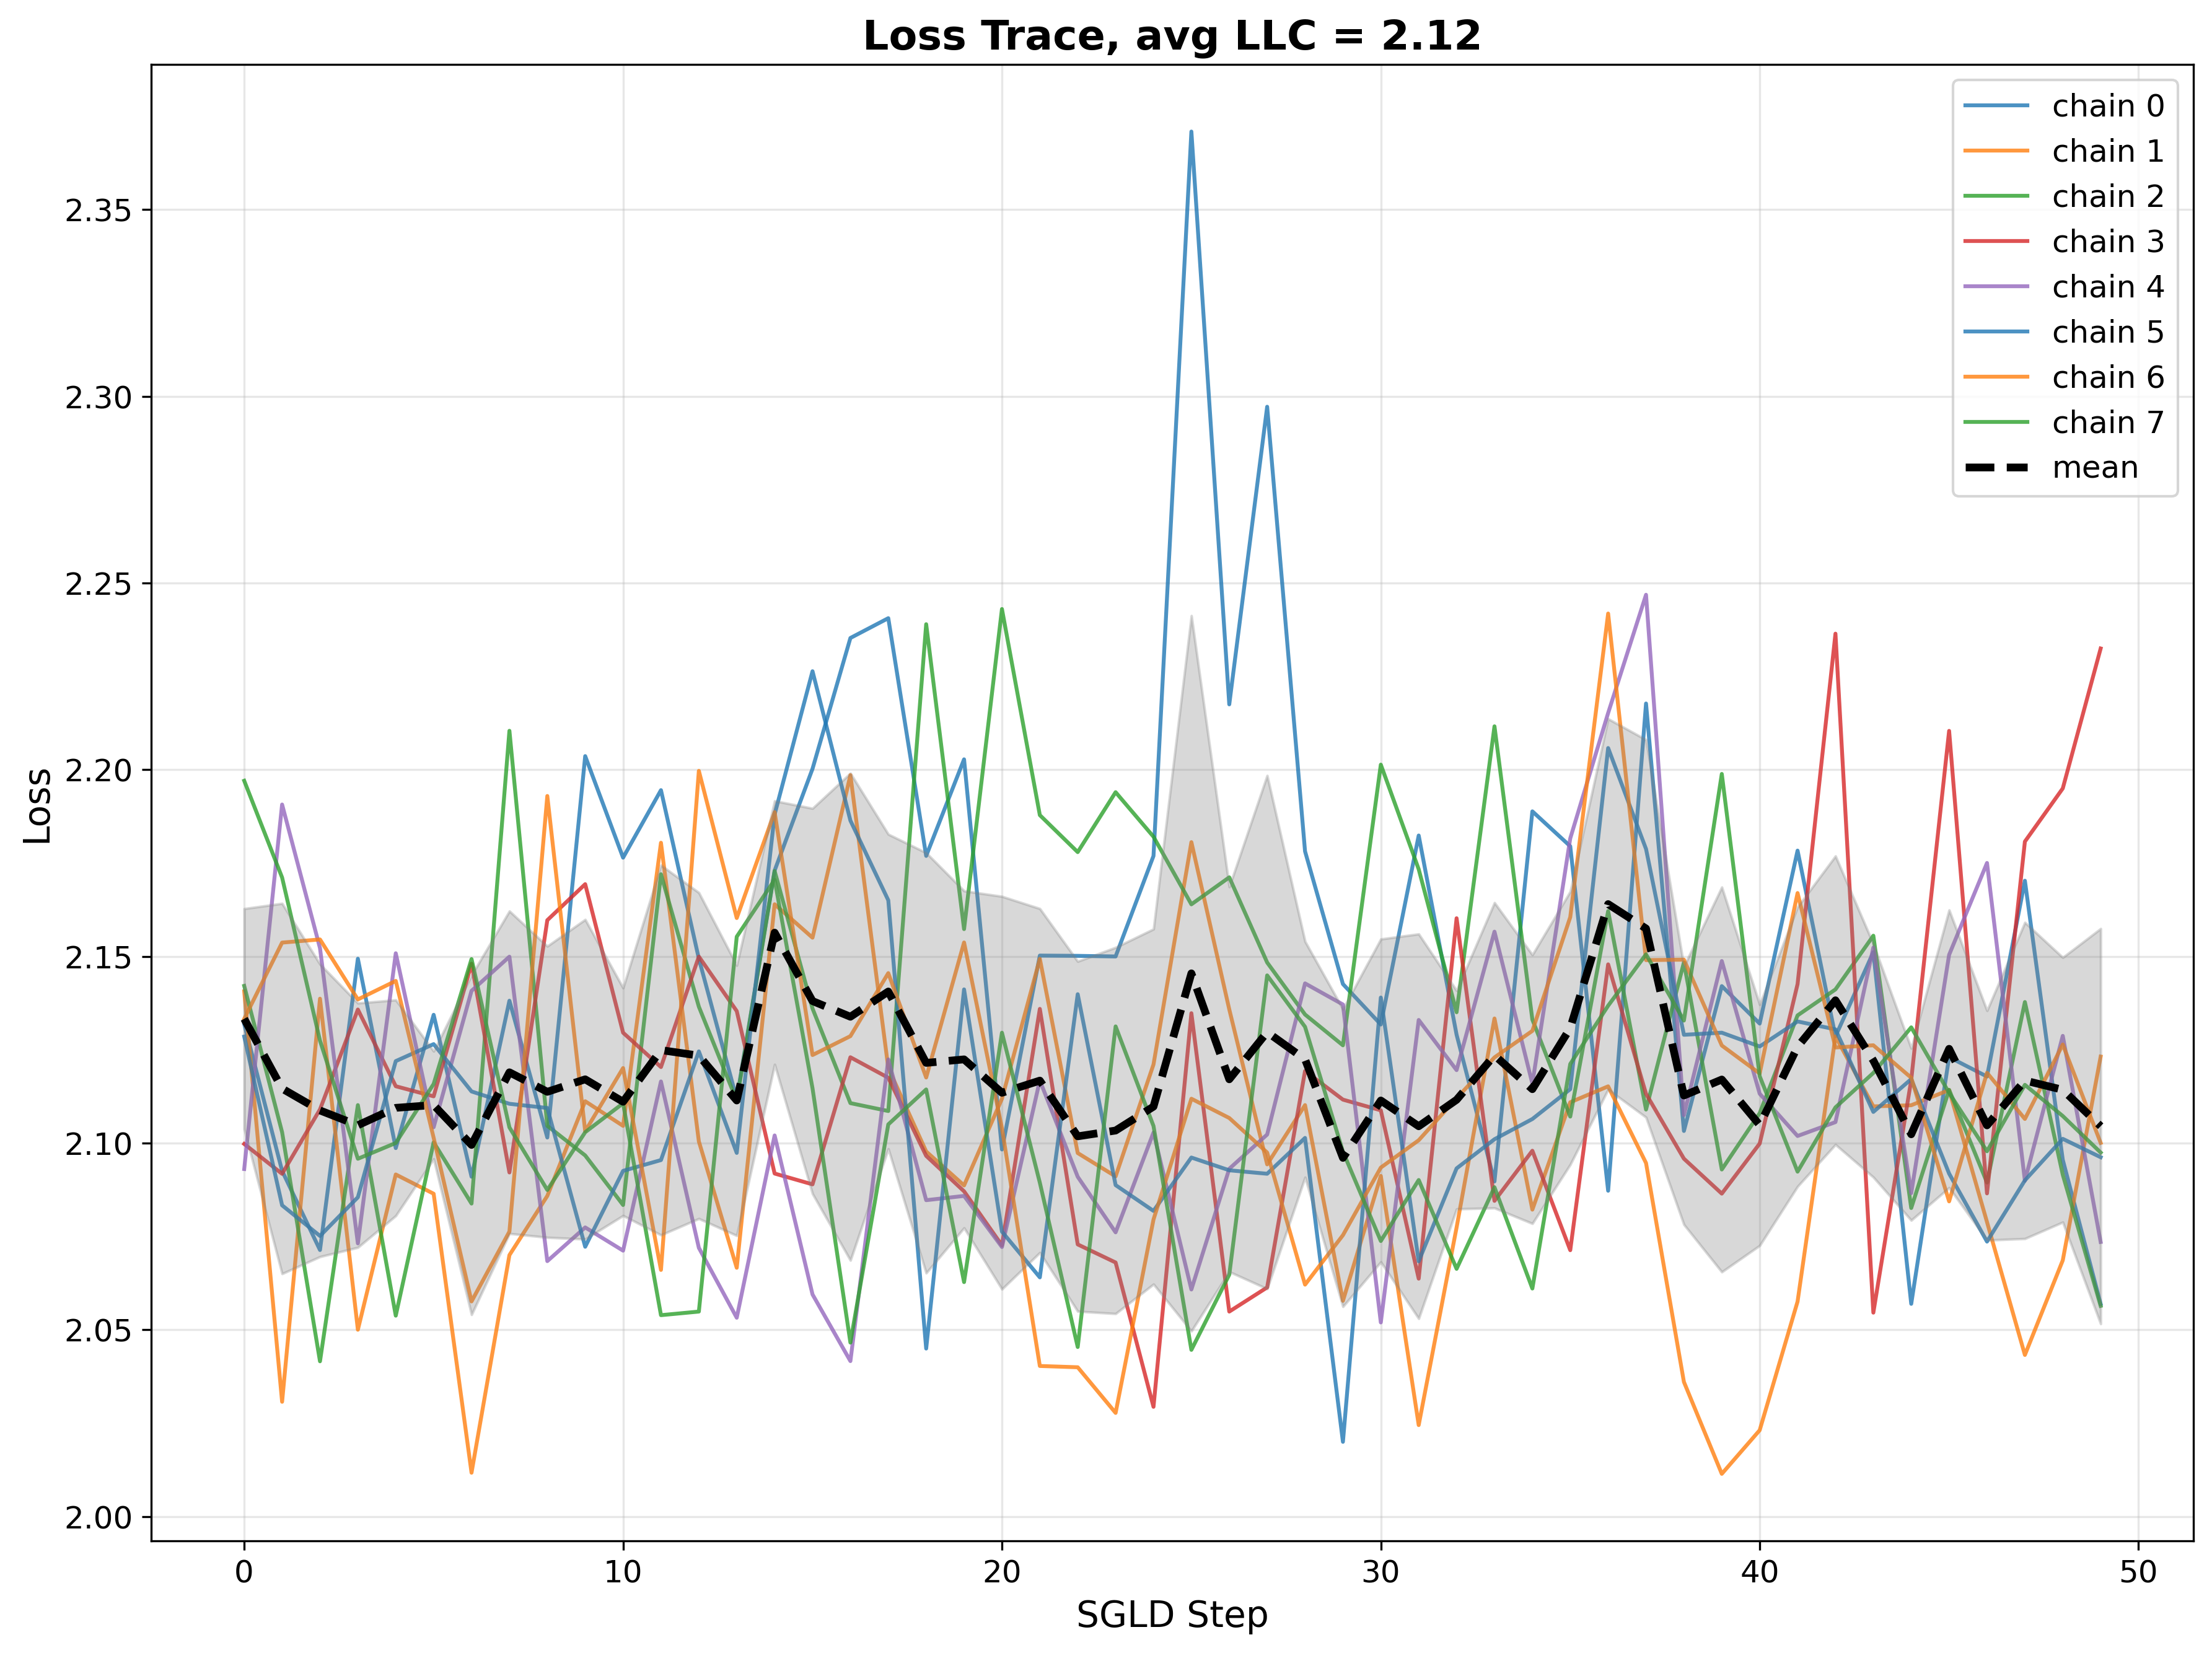 Loss Trace, avg LLC = 2.12
chain 0
chain 1
chain 2
chain 3
chain 4
chain 5
chain 6
chain 7
mean
Loss
2.35
2.30
2.25
2.20
2.15
2.10
2.05
2.00
0
10
20
30
40
50
SGLD Step